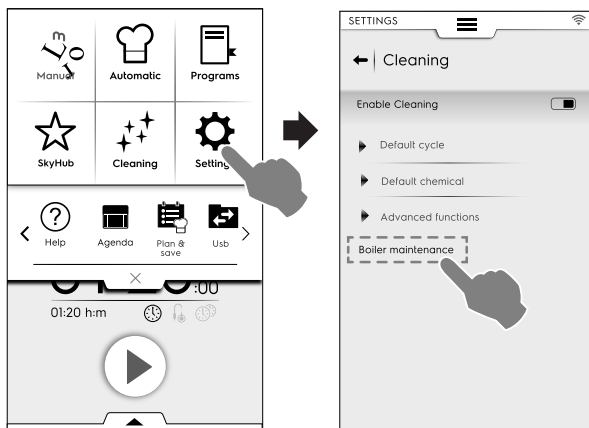 Manual
Automatic
Programs
SkyHub
Cleaning
Setting
Help
Agenda
Plan &
save
Usb
:00
01:20 h:m
SETTINGS
Cleaning
Enable Cleaning
Default cycle
Default chemical
Advanced functions
Boiler maintenance